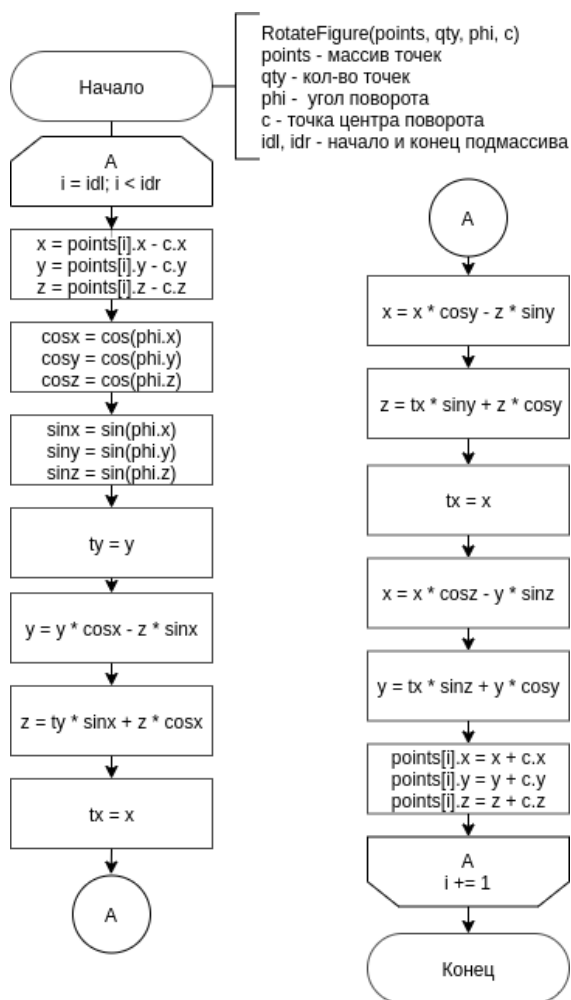 RotateFigure(points, qty, phi, c)
points - массив точек
qty - кол-во точек
phi - угол поворота
c - точка центра поворота
idl, idr - начало и конец подмассива
Начало
A
i = idl; i < idr
x = points[i].x - c.x
y = points[i].y - c.y
z = points[i].z - c.z
cosx = cos(phi.x)
cosy = cos(phi.y)
cosz = cos(phi.z)
sinx = sin(phi.x)
siny = sin(phi.y)
sinz = sin(phi.z)
ty = y
y = y * cosx - z * sinx
z = ty * sinx + z * cosx
tx = x
A
A
x = x * cosy - z * siny
z = tx * siny + z * cosy
tx = x
x = x * cosz - y * sinz
y = tx * sinz + y * cosy
points[i].x = x + c.x
points[i].y = y + c.y
points[i].z = z + c.z
A
i += 1
Конец